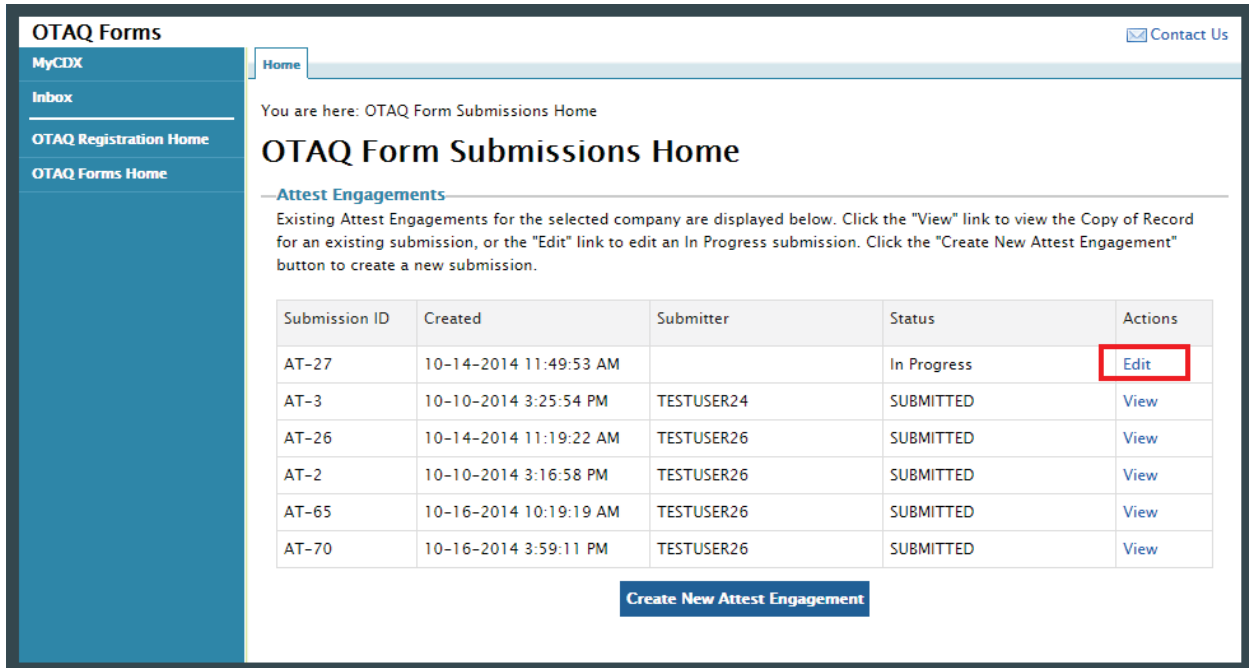 OTAQ Forms
Contact Us
MyCDX
Inbox
OTAQ Registration Home
OTAQ Forms Home
Home
You are here: OTAQ Form Submissions Home
OTAQ Form Submissions Home
Attest Engagements
Existing Attest Engagements for the selected company are displayed below. Click the "View" link to view the Copy of Record
for an existing submission, or the "Edit" link to edit an In Progress submission. Click the "Create New Attest Engagement"
button to create a new submission.
Submission ID Created Submitter Status Actions
AT-27 10-14-2014 11:49:53 AM In Progress Edit
AT-3 10-10-2014 3:25:54 PM TESTUSER24 SUBMITTED View
AT-26 10-14-2014 11:19:22 AM TESTUSER26 SUBMITTED View
AT-2 10-10-2014 3:16:58 PM TESTUSER26 SUBMITTED View
AT-65 10-16-2014 10:19:19 AM TESTUSER26 SUBMITTED View
AT-70 10-16-2014 3:59:11 PM TESTUSER26 SUBMITTED View
Create New Attest Engagement